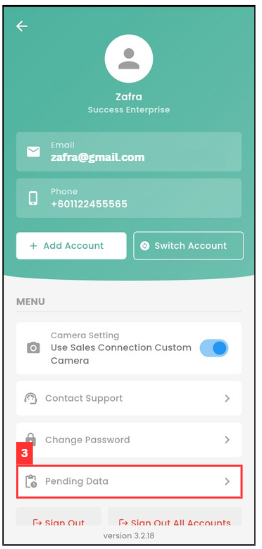 Zafra
Success Enterprise
Email
zafra@gmail.com
Phone
+601122455565
+ Add Account
Switch Account
MENU
Camera Setting
Use Sales Connection Custom
Camera
Contact Support
Change Password
3
Pending Data
Sign Out
Sign Out All Accounts
version 3.2.18